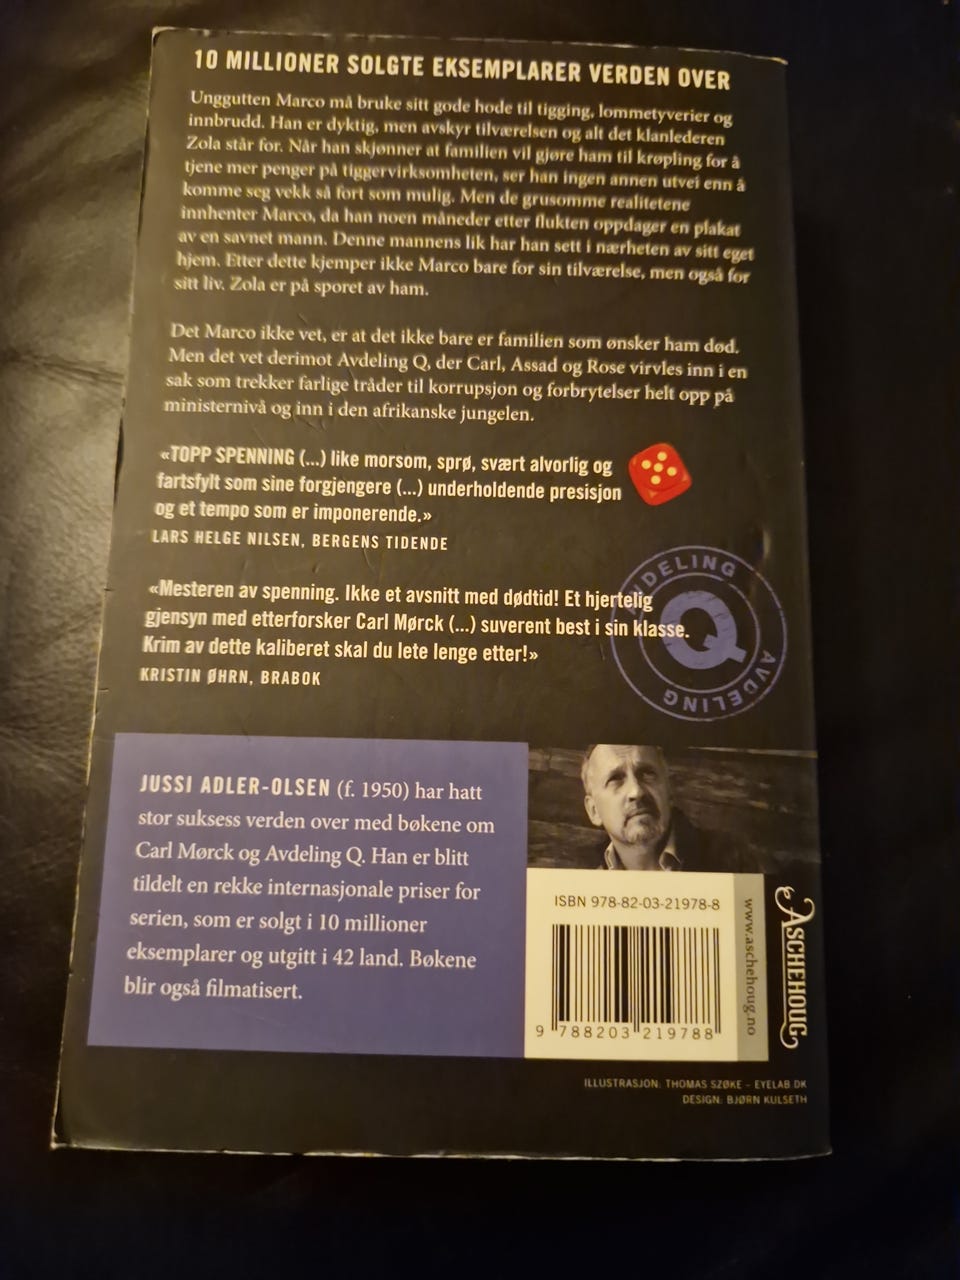 10 MILLIONER SOLGTE EKSEMPLARER VERDEN OVER
Unggutten Marco må bruke sitt gode hode til tigging, lommetyverier og
innbrudd. Han er dyktig, men avskyr tilværelsen og alt det klanlederen
Zola står for. Når han skjønner at familien vil gjøre ham til krøpling for å
tjene mer penger på tiggervirksomheten, ser han ingen annen utvei enn å
komme seg vekk så fort som mulig. Men de grusomme realitetene
innhenter Marco, da han noen måneder etter flukten oppdager en plakat
av en savnet mann. Denne mannens lik har han sett i nærheten av sitt eget
hjem. Etter dette kjemper ikke Marco bare for sin tilværelse, men også for
sitt liv. Zola er på sporet av ham.
Det Marco ikke vet, er at det ikke bare er familien som ønsker ham død.
Men det vet derimot Avdeling Q, der Carl, Assad og Rose virvles inn i en
sak som trekker farlige tråder til korrupsjon og forbrytelser helt opp på
ministernivå og inn i den afrikanske jungelen.
«TOPP SPENNING (...) like morsom, sprø, svært alvorlig og
fartsfylt som sine forgjengere (...) underholdende presisjon
og et tempo som er imponerende.»
LARS HELGE NILSEN, BERGENS TIDENDE
«Mesteren av spenning. Ikke et avsnitt med dødtid! Et hjertelig
gjensyn med etterforsker Carl Mørck (...) suverent best i sin klasse.
Krim av dette kaliberet skal du lete lenge etter!»
KRISTIN ØHRN, BRABOK
AVDELING
Q
AVDELING
JUSSI ADLER-OLSEN (f. 1950) har hatt
stor suksess verden over med bøkene om
Carl Mørck og Avdeling Q. Han er blitt
tildelt en rekke internasjonale priser for
serien, som er solgt i 10 millioner
eksemplarer og utgitt i 42 land. Bøkene
blir også filmatisert.
ISBN 978-82-03-21978-8
9 788203 219788
www.aschehoug.no
ASCHEHOUG
ILLUSTRASJON: THOMAS SZØKE - EYELAB.DK
DESIGN: BJØRN KULSETH